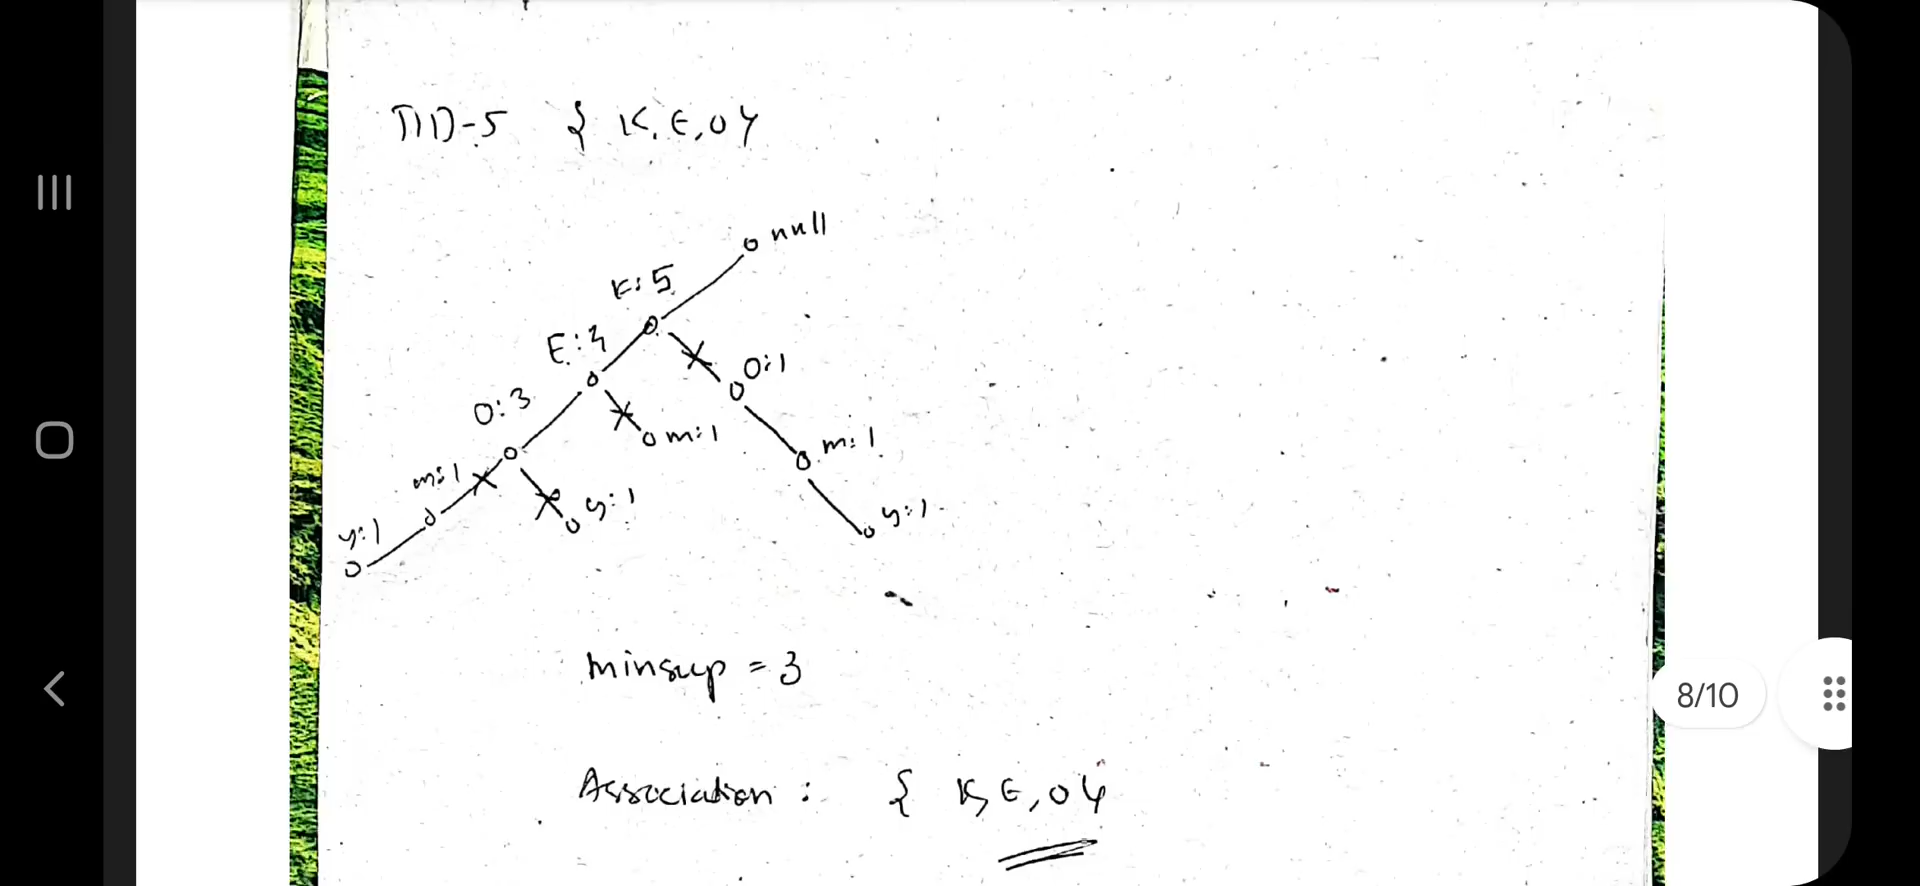 TID-5 { K, E, O }
null
K: 5
E: 4
O: 1
O: 3
m: 1
m: 1
m: 1
y: 1
y: 1
y: 1
minsup = 3
8/10
Association : { K, E, O }